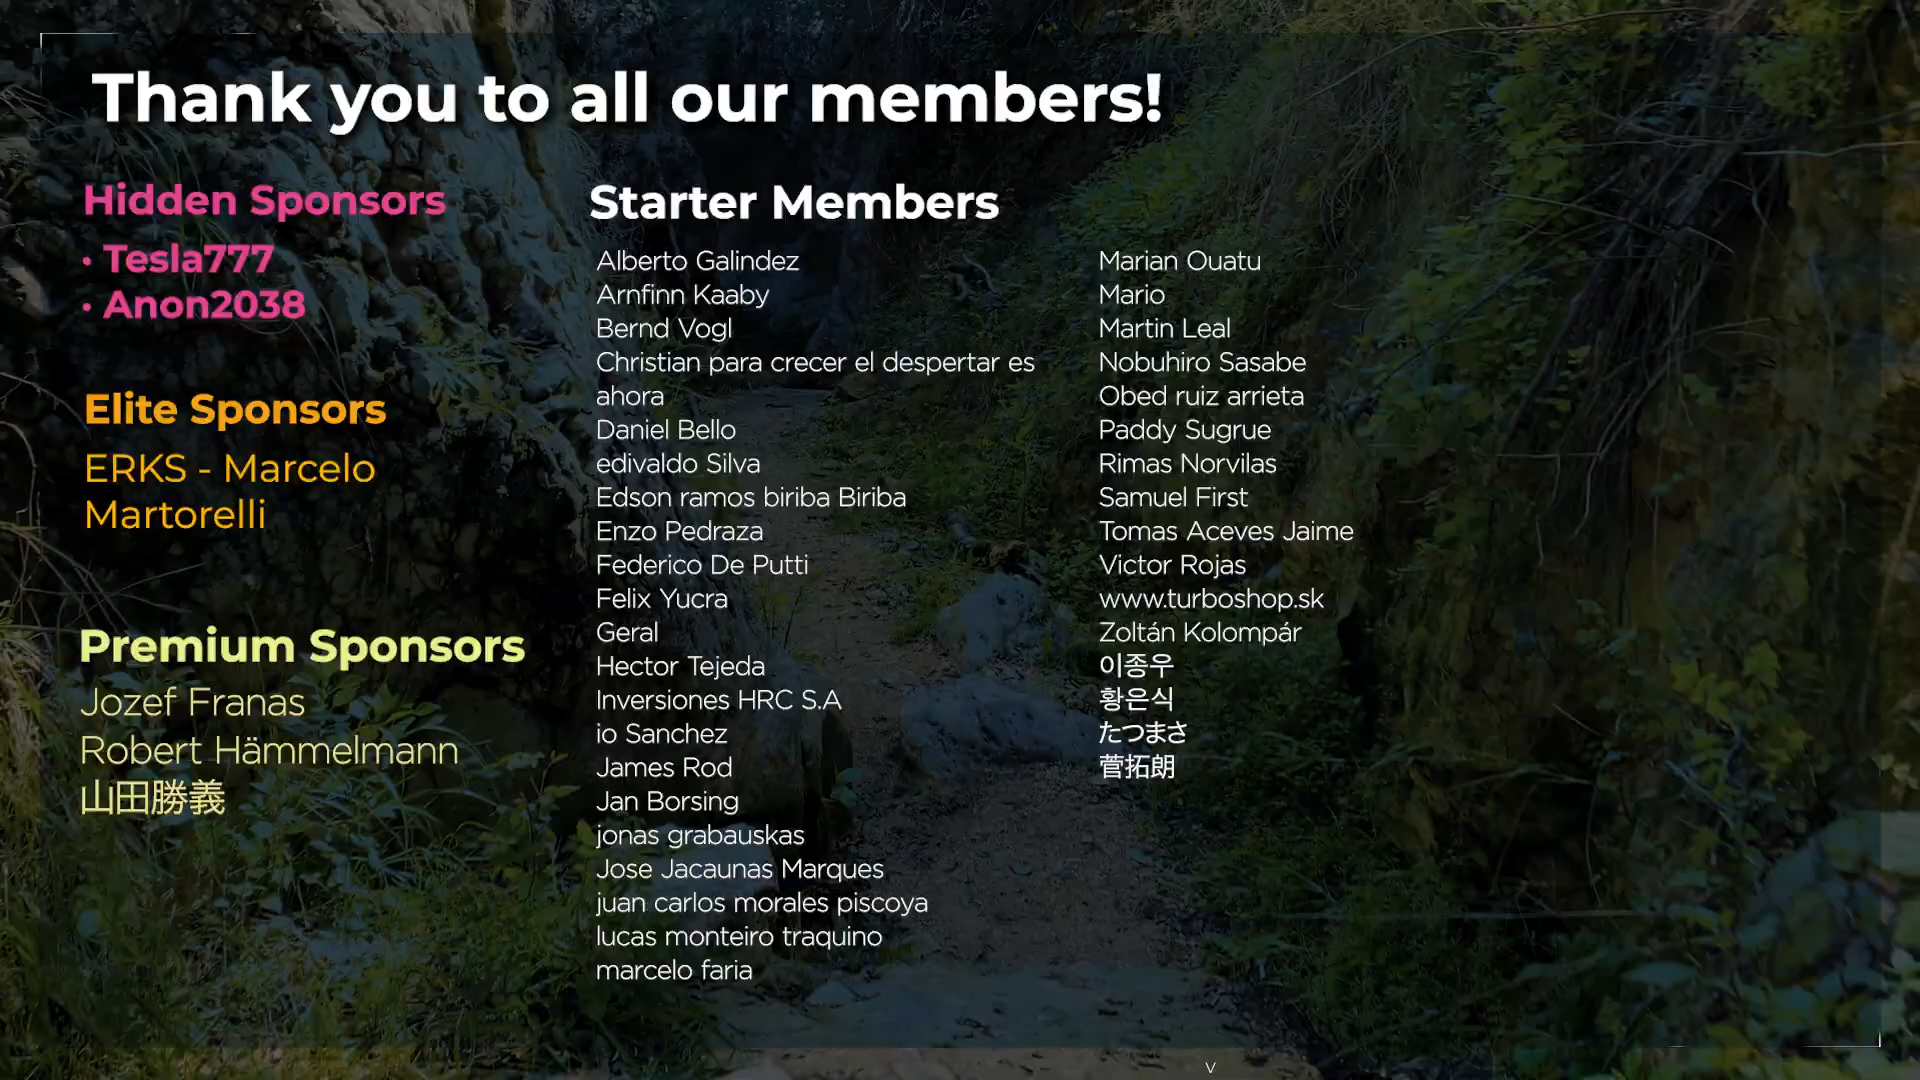 Thank you to all our members!
Hidden Sponsors
• Tesla777
• Anon2038
Elite Sponsors
ERKS - Marcelo
Martorelli
Premium Sponsors
Jozef Franas
Robert Hämmelmann
山田勝義
Starter Members
Alberto Galindez
Arnfinn Kaaby
Bernd Vogl
Christian para crecer el despertar es
ahora
Daniel Bello
edivaldo Silva
Edson ramos biriba Biriba
Enzo Pedraza
Federico De Putti
Felix Yucra
Geral
Hector Tejeda
Inversiones HRC S.A
io Sanchez
James Rod
Jan Borsing
jonas grabauskas
Jose Jacaunas Marques
juan carlos morales piscoya
lucas monteiro traquino
marcelo faria
Marian Ouatu
Mario
Martin Leal
Nobuhiro Sasabe
Obed ruiz arrieta
Paddy Sugrue
Rimas Norvilas
Samuel First
Tomas Aceves Jaime
Victor Rojas
www.turboshop.sk
Zoltán Kolompár
이종우
황은식
たつまさ
菅拓朗
v